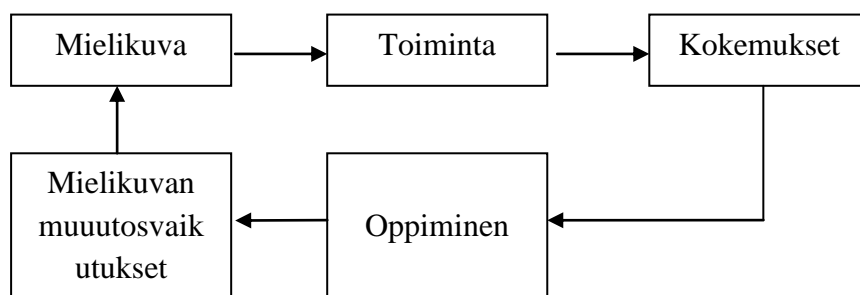 Mielikuva
Toiminta
Kokemukset
Mielikuvan
muuutosvaik
utukset
Oppiminen